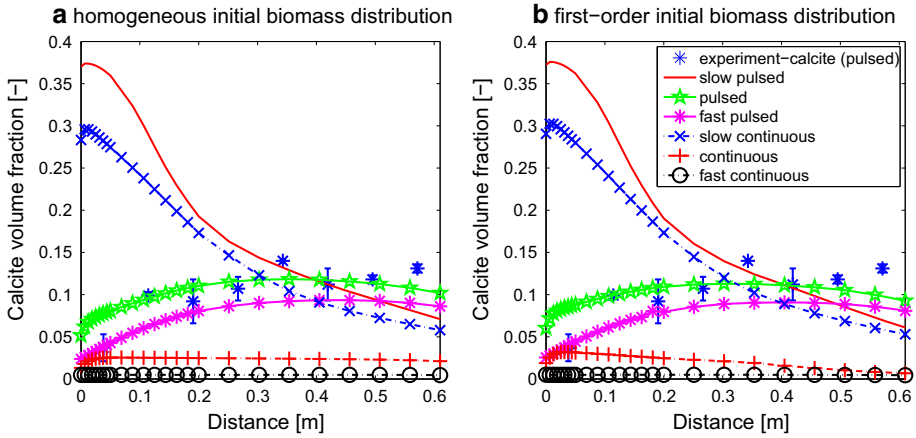 a homogeneous initial biomass distribution
0.4
0.35
0.3
0.25
0.2
0.15
0.1
0.05
0
Calcite volume fraction [−]
0 0.1 0.2 0.3 0.4 0.5 0.6
Distance [m]
b first−order initial biomass distribution
0.4
0.35
0.3
0.25
0.2
0.15
0.1
0.05
0
Calcite volume fraction [−]
0 0.1 0.2 0.3 0.4 0.5 0.6
Distance [m]
experiment−calcite (pulsed)
slow pulsed
pulsed
fast pulsed
slow continuous
continuous
fast continuous